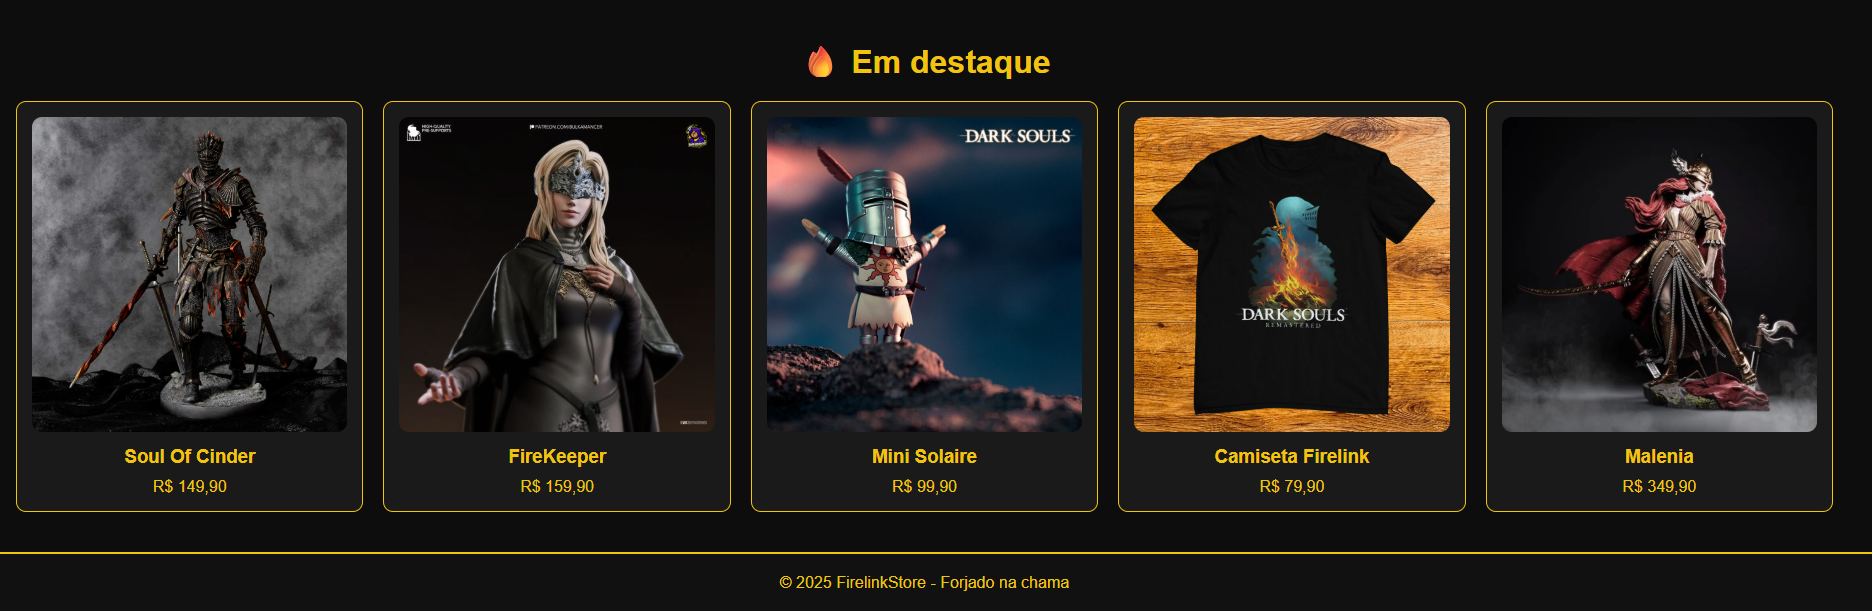 🔥 Em destaque
HIGH-QUALITY
PRE-SUPPORTS
PATREON.COM/BULKAMANCER
DARK SOULS
DARK SOULS
REMASTERED
Soul Of Cinder
R$ 149,90
FireKeeper
R$ 159,90
Mini Solaire
R$ 99,90
Camiseta Firelink
R$ 79,90
Malenia
R$ 349,90
© 2025 FirelinkStore - Forjado na chama